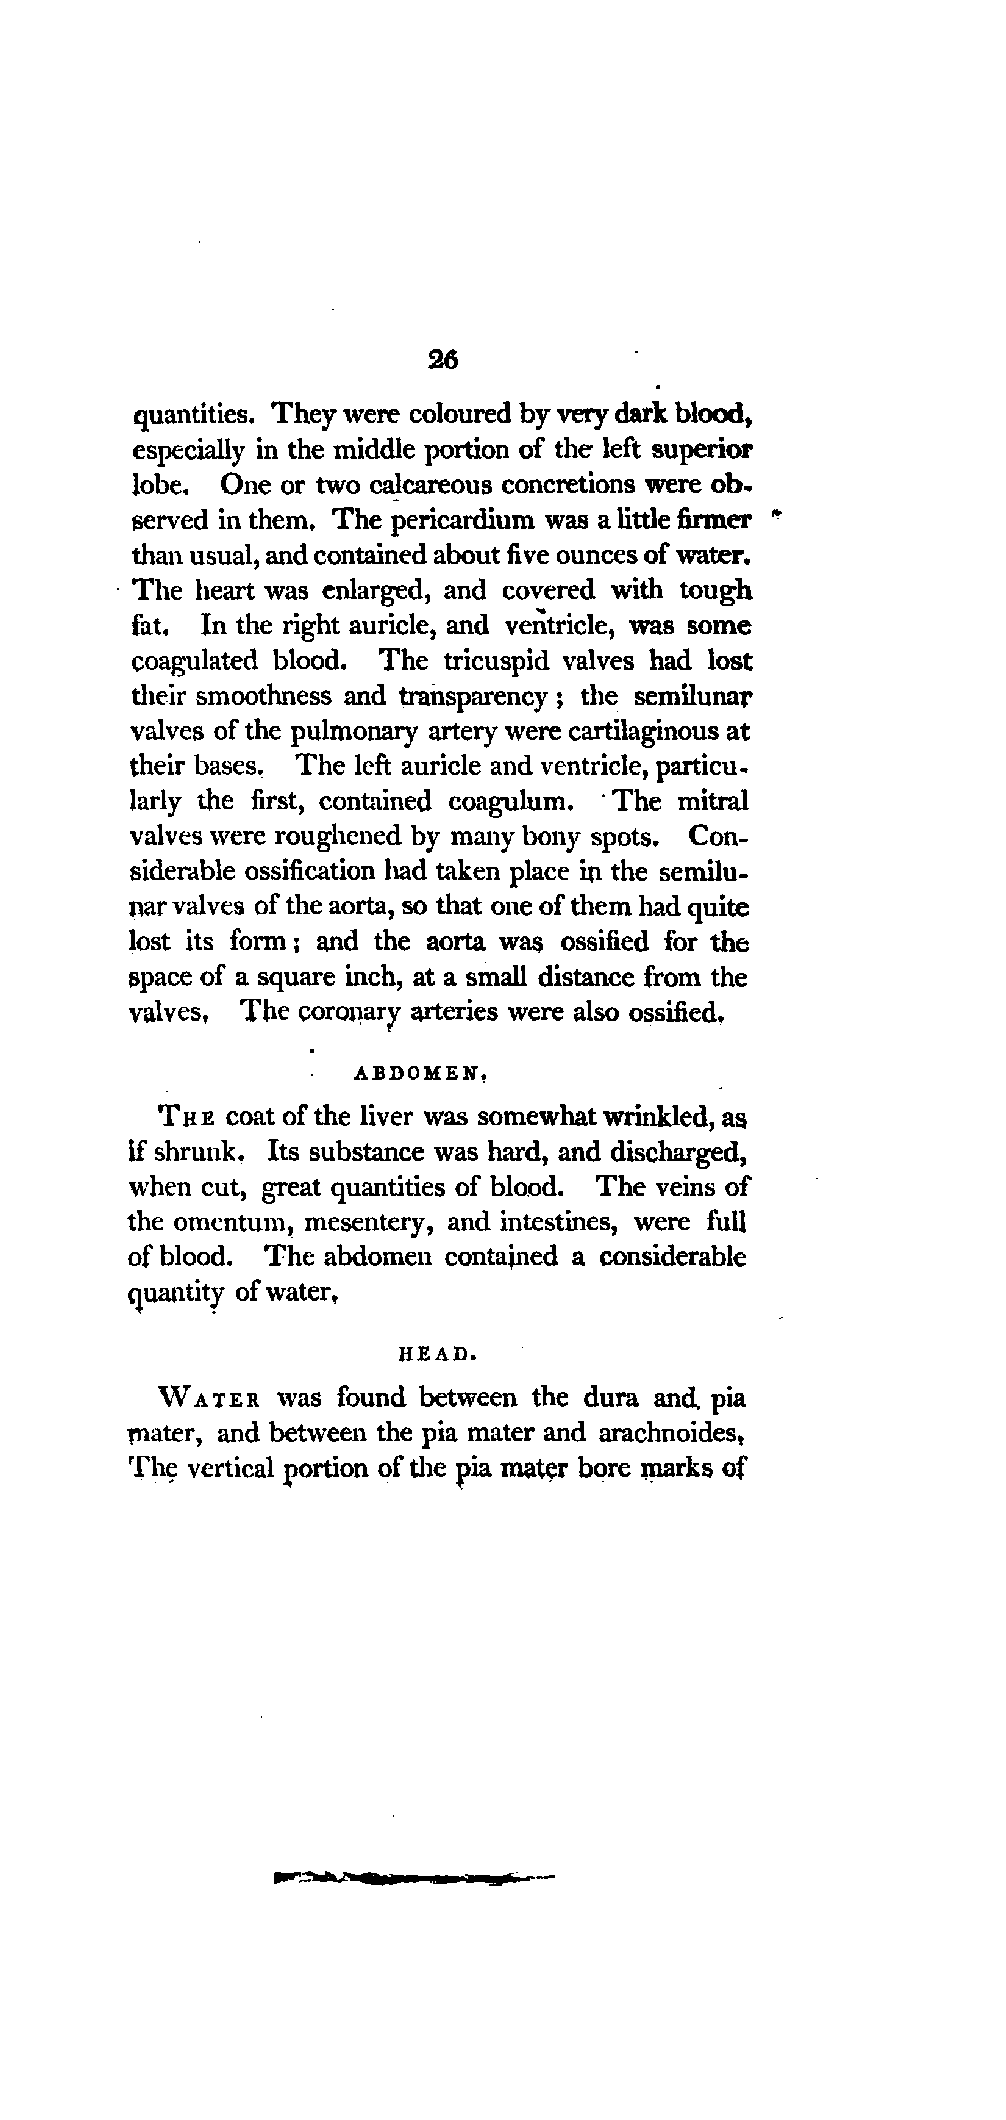 26
quantities. They were coloured by very dark blood,
especially in the middle portion of the left superior
lobe. One or two calcareous concretions were ob-
served in them. The pericardium was a little firmer
than usual, and contained about five ounces of water.
The heart was enlarged, and covered with tough
fat. In the right auricle, and ventricle, was some
coagulated blood. The tricuspid valves had lost
their smoothness and transparency; the semilunar
valves of the pulmonary artery were cartilaginous at
their bases. The left auricle and ventricle, particu-
larly the first, contained coagulum. The mitral
valves were roughened by many bony spots. Con-
siderable ossification had taken place in the semilu-
nar valves of the aorta, so that one of them had quite
lost its form; and the aorta was ossified for the
space of a square inch, at a small distance from the
valves. The coronary arteries were also ossified.
ABDOMEN.
THE coat of the liver was somewhat wrinkled, as
if shrunk. Its substance was hard, and discharged,
when cut, great quantities of blood. The veins of
the omentum, mesentery, and intestines, were full
of blood. The abdomen contained a considerable
quantity of water.
HEAD.
WATER was found between the dura and pia
mater, and between the pia mater and arachnoides.
The vertical portion of the pia mater bore marks of